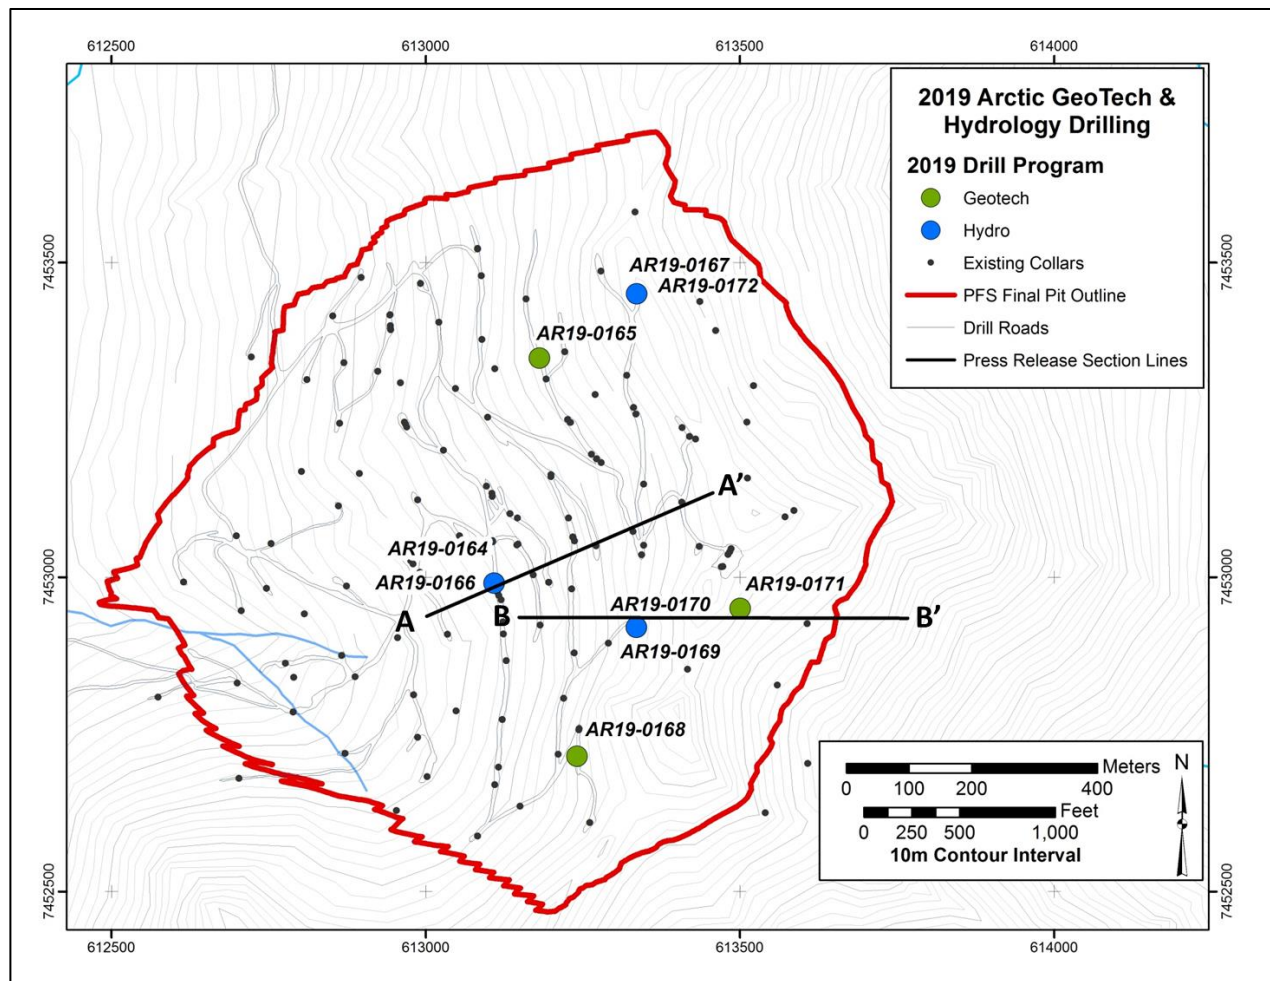 612500
613000
613500
614000
2019 Arctic GeoTech &
Hydrology Drilling
2019 Drill Program
Geotech
Hydro
Existing Collars
PFS Final Pit Outline
Drill Roads
Press Release Section Lines
7453500
7453500
AR19-0167
AR19-0172
AR19-0165
A’
AR19-0164
AR19-0166
A
7453000
7453000
AR19-0171
AR19-0170
B
B’
AR19-0169
AR19-0168
Meters
0 100 200 400
Feet
0 250 500 1,000
10m Contour Interval
N
7452500
7452500
612500
613000
613500
614000